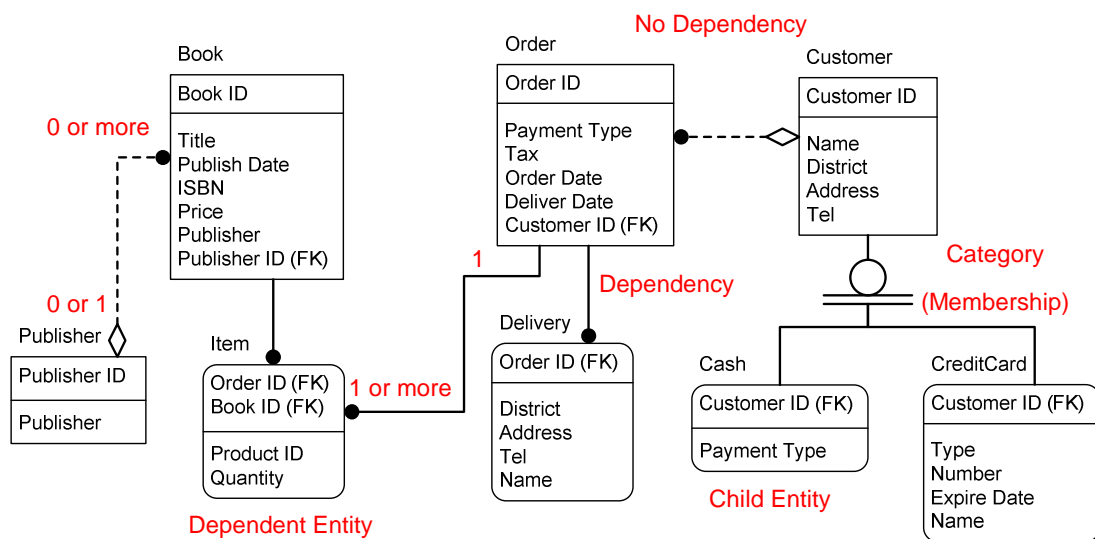 No Dependency
Book
Order
Customer
Book ID
Title
Publish Date
ISBN
Price
Publisher
Publisher ID (FK)
Order ID
Payment Type
Tax
Order Date
Deliver Date
Customer ID (FK)
Customer ID
Name
District
Address
Tel
0 or more
0 or 1
1
Dependency
Category
(Membership)
Publisher
Publisher ID
Publisher
Item
Order ID (FK)
Book ID (FK)
Product ID
Quantity
1 or more
Dependent Entity
Delivery
Order ID (FK)
District
Address
Tel
Name
Cash
Customer ID (FK)
Payment Type
Child Entity
CreditCard
Customer ID (FK)
Type
Number
Expire Date
Name